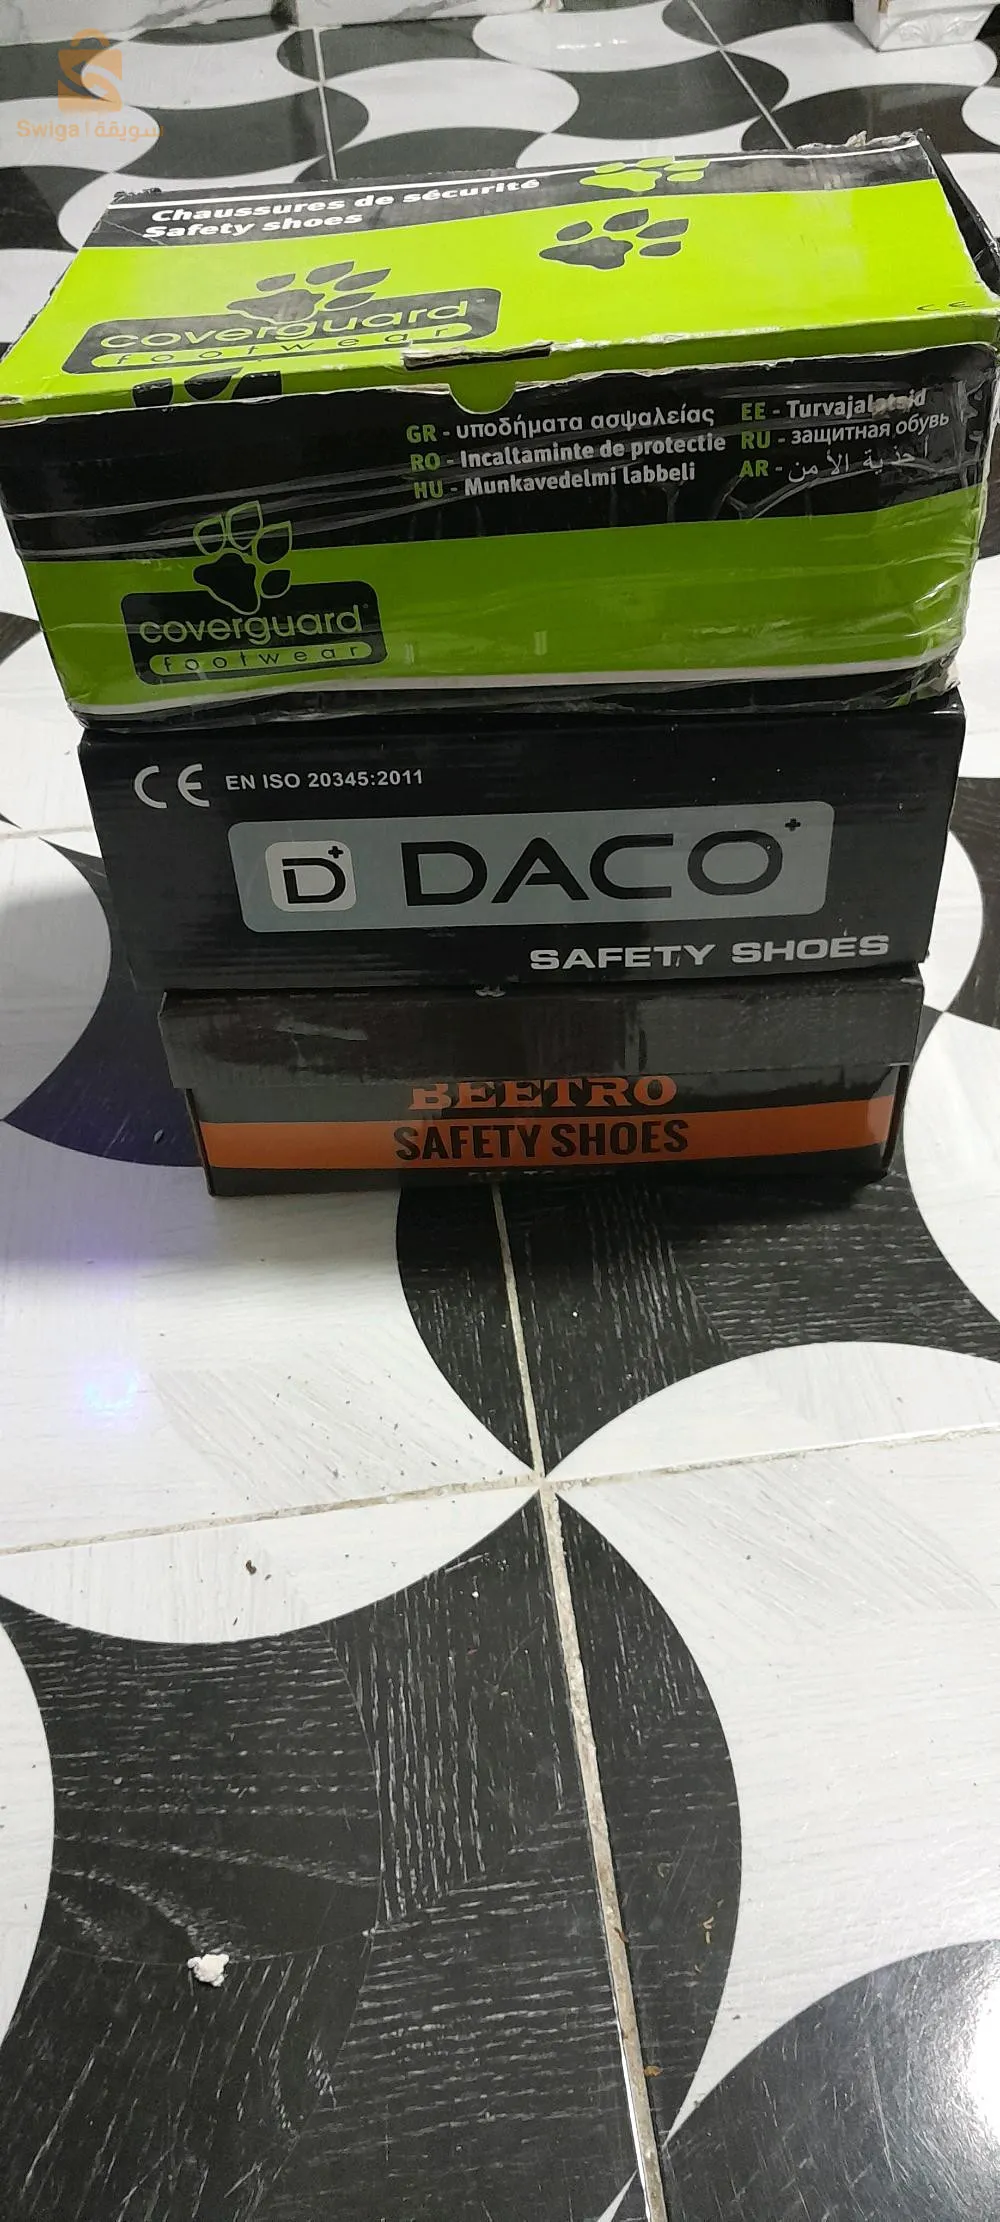 Swiga | سويقة
Chaussures de sécurité
Safety shoes
coverguard
footwear
CE
GR - υποδήματα ασφαλείας
RO - Incaltaminte de protectie
HU - Munkavedelmi labbeli
EE - Turvajalatsid
RU - защитная обувь
AR - أحذية الأمن
coverguard
footwear
CE EN ISO 20345:2011
D+ DACO+
SAFETY SHOES
BEETRO
SAFETY SHOES